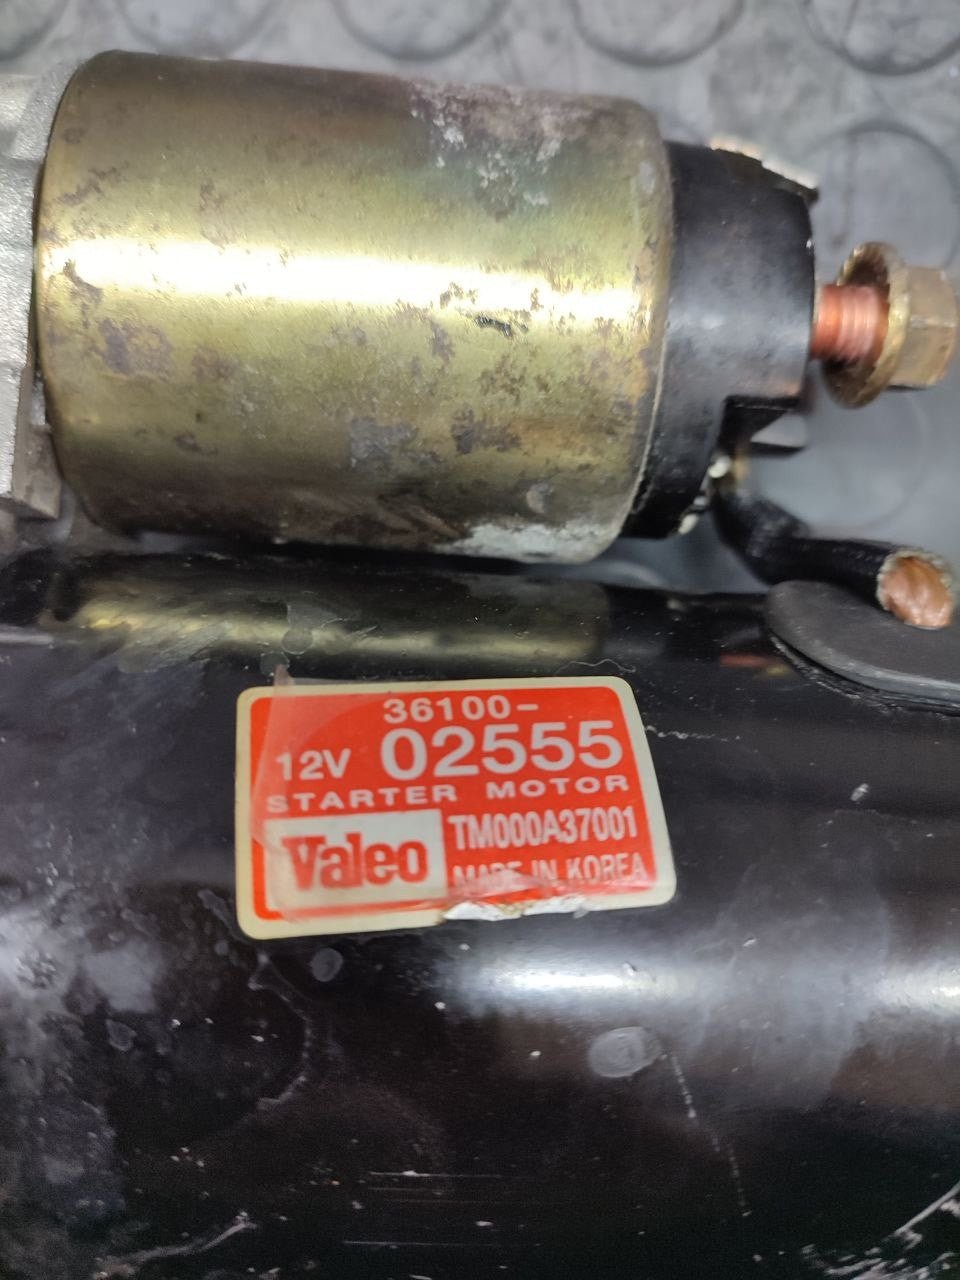 36100-
12V 02555
STARTER MOTOR
Valeo TM000A37001
MADE IN KOREA